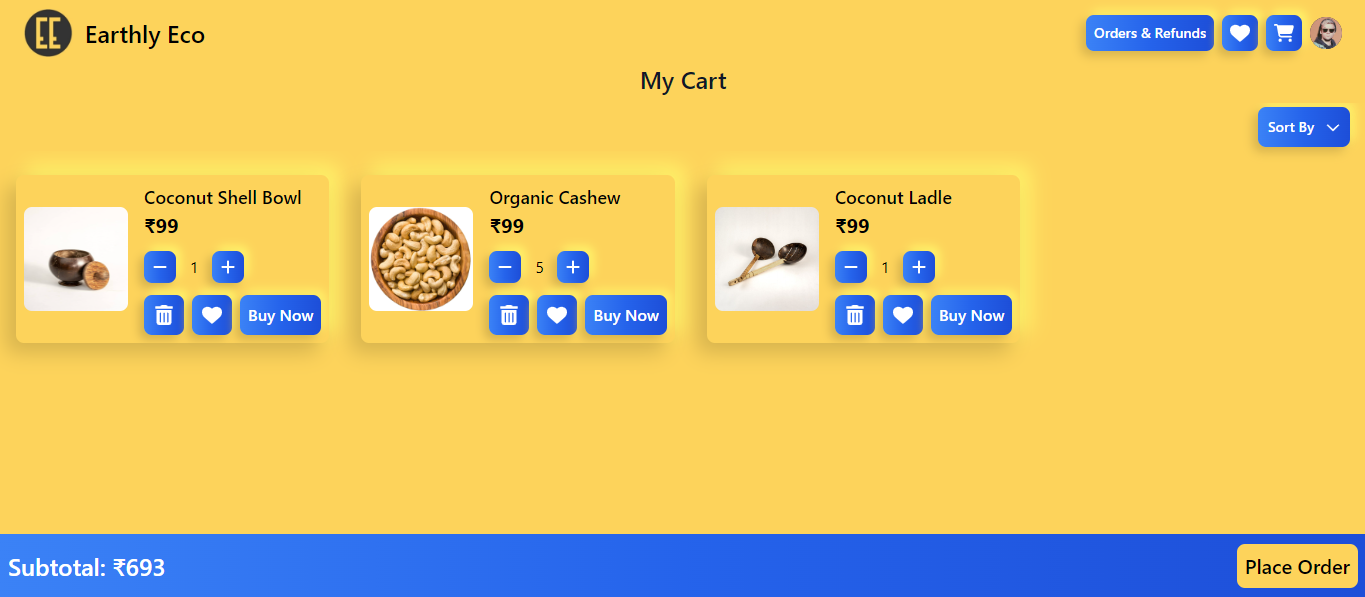 EE Earthly Eco
Orders & Refunds
My Cart
Sort By
Coconut Shell Bowl
₹99
1
Buy Now
Organic Cashew
₹99
5
Buy Now
Coconut Ladle
₹99
1
Buy Now
Subtotal: ₹693
Place Order